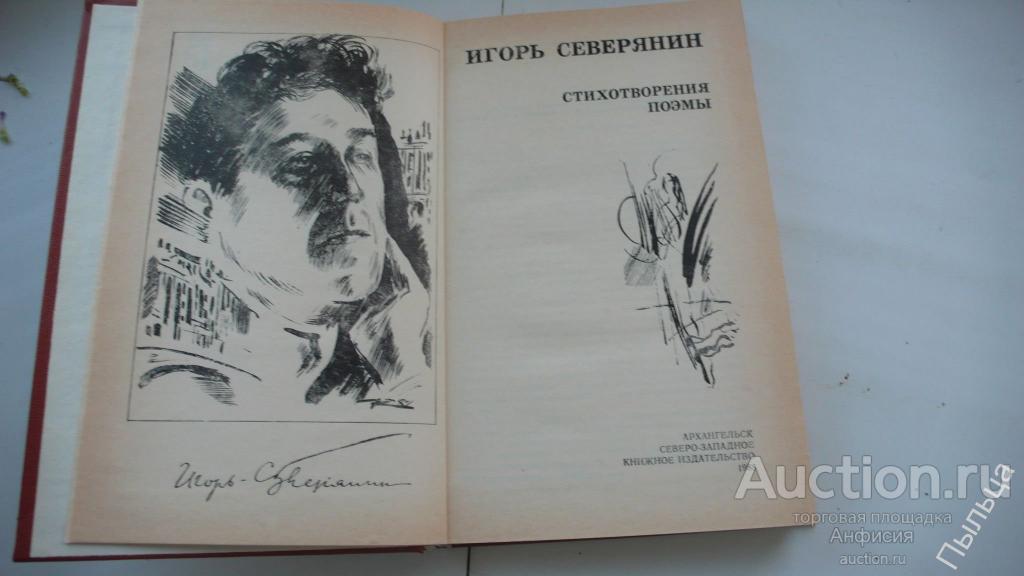 Игорь-Северянин
ИГОРЬ СЕВЕРЯНИН
СТИХОТВОРЕНИЯ
ПОЭМЫ
АРХАНГЕЛЬСК
СЕВЕРО-ЗАПАДНОЕ
КНИЖНОЕ ИЗДАТЕЛЬСТВО
Auction.ru
торговая площадка
Анфисия
auction.ru
Пыльца